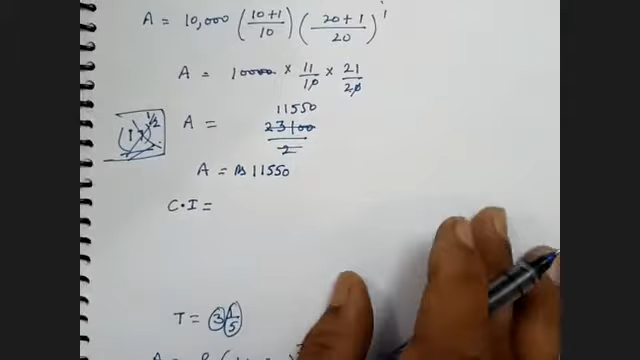 A = 10,000 (10+1/10) (20+1/20)^1
A = 10000 × 11/10 × 21/20
11550
A = 23100/2
A = Rs 11550
C.I =
T = 3 1/5